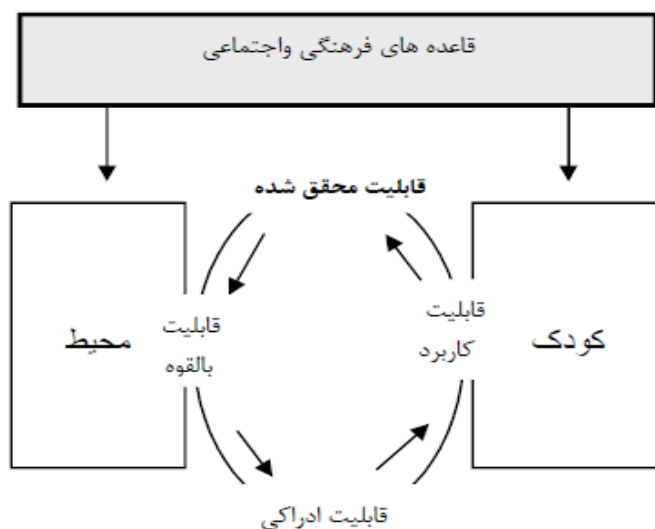 قاعده های فرهنگی واجتماعی
قابلیت محقق شده
کودک
قابلیت
کاربرد
قابلیت
بالقوه
محیط
قابلیت ادراکی